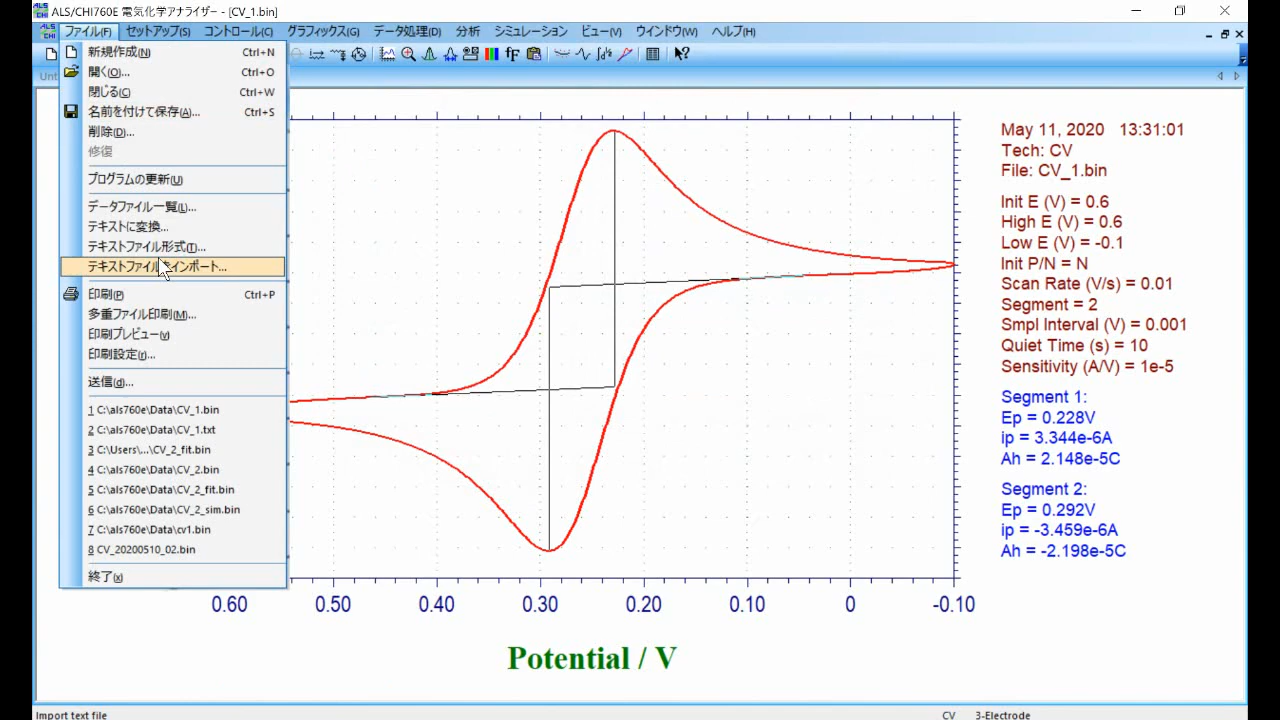 ALS/CHI760E 電気化学アナライザー - [CV_1.bin]
ファイル(F) セットアップ(S) コントロール(C) グラフィックス(G) データ処理(D) 分析 シミュレーション ビュー(V) ウインドウ(W) ヘルプ(H)
新規作成(N) Ctrl+N
開く(O)... Ctrl+O
閉じる(C) Ctrl+W
名前を付けて保存(A)... Ctrl+S
削除(D)...
修復
プログラムの更新(U)
データファイル一覧(L)...
テキストに変換...
テキストファイル形式(T)...
テキストファイルをインポート...
印刷(P) Ctrl+P
多重ファイル印刷(M)...
印刷プレビュー(V)
印刷設定(r)...
送信(d)...
1 C:\als760e\Data\CV_1.bin
2 C:\als760e\Data\CV_1.txt
3 C:\Users\...\CV_2_fit.bin
4 C:\als760e\Data\CV_2.bin
5 C:\als760e\Data\CV_2_fit.bin
6 C:\als760e\Data\CV_2_sim.bin
7 C:\als760e\Data\cv1.bin
8 CV_20200510_02.bin
終了(x)
0.60 0.50 0.40 0.30 0.20 0.10 0 -0.10
Potential / V
May 11, 2020 13:31:01
Tech: CV
File: CV_1.bin
Init E (V) = 0.6
High E (V) = 0.6
Low E (V) = -0.1
Init P/N = N
Scan Rate (V/s) = 0.01
Segment = 2
Smpl Interval (V) = 0.001
Quiet Time (s) = 10
Sensitivity (A/V) = 1e-5
Segment 1:
Ep = 0.228V
ip = 3.344e-6A
Ah = 2.148e-5C
Segment 2:
Ep = 0.292V
ip = -3.459e-6A
Ah = -2.198e-5C
Import text file CV 3-Electrode